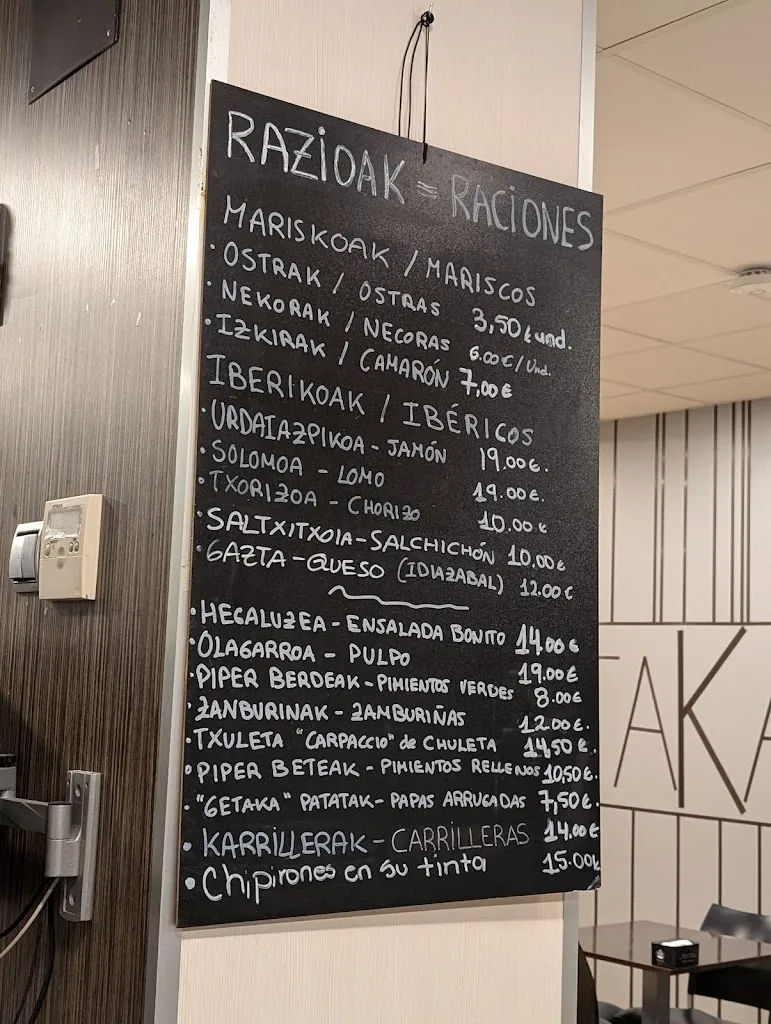 RAZIOAK = RACIONES
MARISKOAK / MARISCOS
· OSTRAK / OSTRAS 3,50 € und.
· NEKORAK / NECORAS 6.00 € / Und.
· IZKIRAK / CAMARÓN 7,00 €
IBERIKOAK / IBÉRICOS
· URDAIAZPIKOA - JAMÓN 19.00 €.
· SOLOMOA - LOMO 19.00 €.
· TXORIZOA - CHORIZO 10.00 €
· SALTXITXOIA - SALCHICHÓN 10.00 €
· GAZTA - QUESO (IDIAZABAL) 12.00 €
· HEGALUZEA - ENSALADA BONITO 14.00 €
· OLAGARROA - PULPO 19.00 €
· PIPER BERDEAK - PIMIENTOS VERDES 8.00 €.
· ZANBURINAK - ZAMBURIÑAS 12.00 €.
· TXULETA "CARPACCIO" de CHULETA 14,50 €.
· PIPER BETEAK - PIMIENTOS RELLENOS 10,50 €.
· "GETAKA" PATATAK - PAPAS ARRUGADAS 7,50 €.
· KARRILLERAK - CARRILLERAS 14.00 €
· Chipirones en su tinta 15.00 €
TAKA